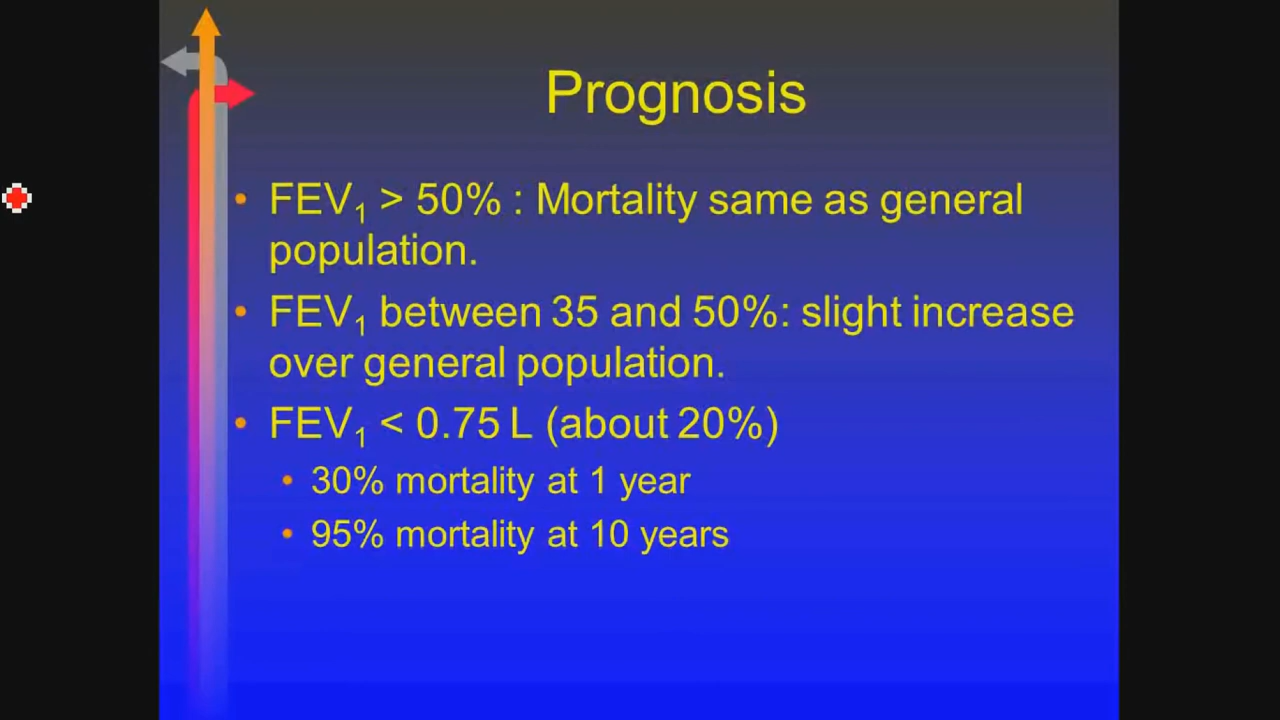 Prognosis
• FEV₁ > 50% : Mortality same as general
population.
• FEV₁ between 35 and 50%: slight increase
over general population.
• FEV₁ < 0.75 L (about 20%)
• 30% mortality at 1 year
• 95% mortality at 10 years